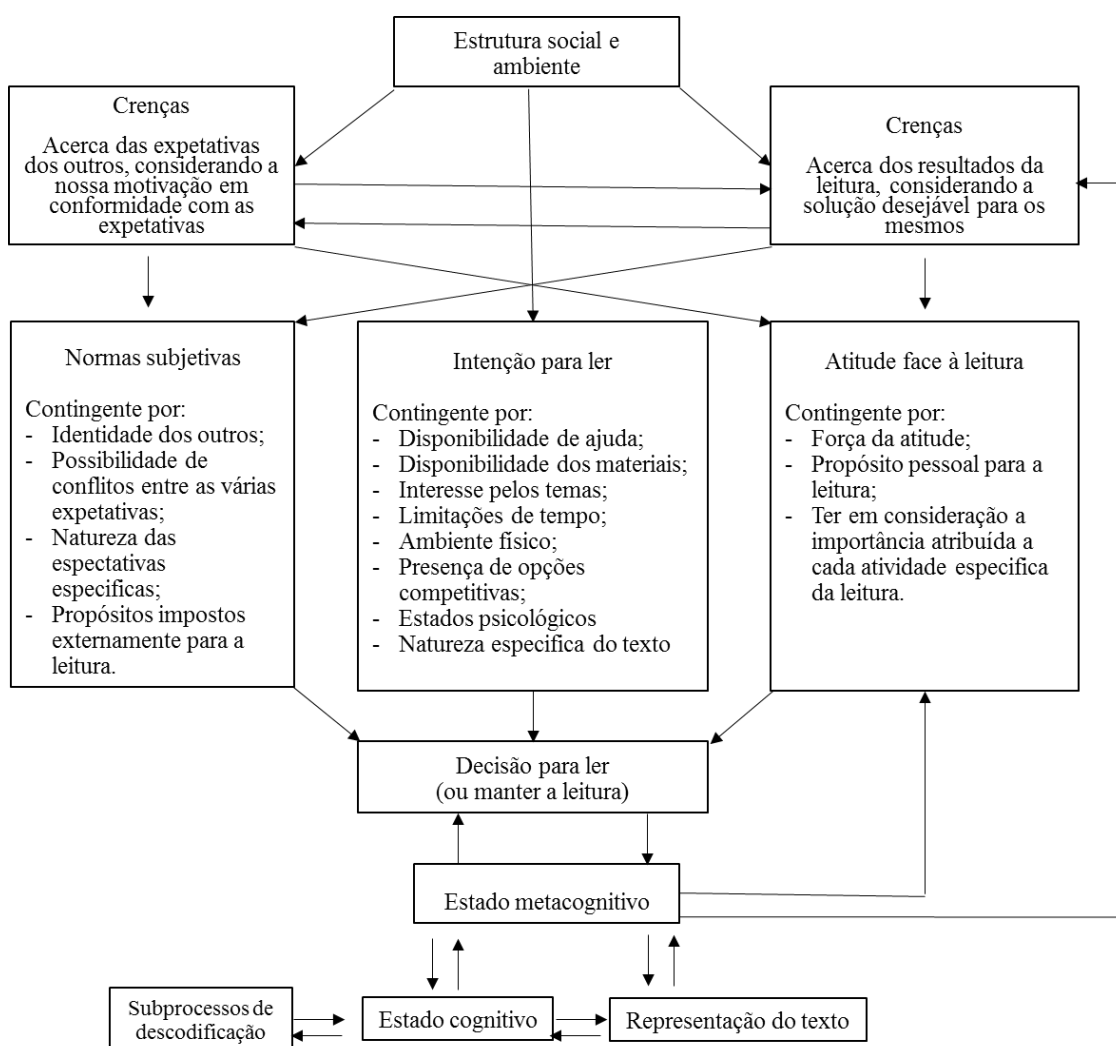 Estrutura social e
ambiente
Crenças
Acerca das expetativas
dos outros, considerando a
nossa motivação em
conformidade com as
expetativas
Crenças
Acerca dos resultados da
leitura, considerando a
solução desejável para os
mesmos
Normas subjetivas
Contingente por:
- Identidade dos outros;
- Possibilidade de
conflitos entre as várias
expetativas;
- Natureza das
espectativas
especificas;
- Propósitos impostos
externamente para a
leitura.
Intenção para ler
Contingente por:
- Disponibilidade de ajuda;
- Disponibilidade dos materiais;
- Interesse pelos temas;
- Limitações de tempo;
- Ambiente físico;
- Presença de opções
competitivas;
- Estados psicológicos
- Natureza especifica do texto
Atitude face à leitura
Contingente por:
- Força da atitude;
- Propósito pessoal para a
leitura;
- Ter em consideração a
importância atribuída a
cada atividade especifica
da leitura.
Decisão para ler
(ou manter a leitura)
Estado metacognitivo
Subprocessos de
descodificação
Estado cognitivo
Representação do texto